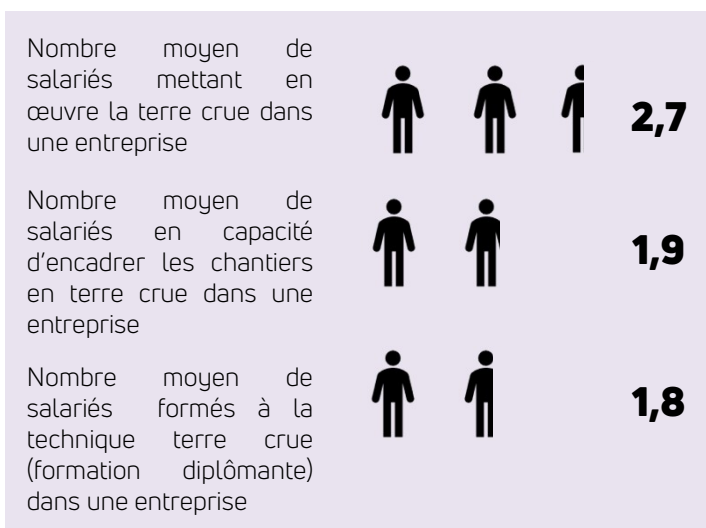 Nombre moyen de
salariés mettant en
œuvre la terre crue dans
une entreprise
2,7
Nombre moyen de
salariés en capacité
d'encadrer les chantiers
en terre crue dans une
entreprise
1,9
Nombre moyen de
salariés formés à la
technique terre crue
(formation diplômante)
dans une entreprise
1,8